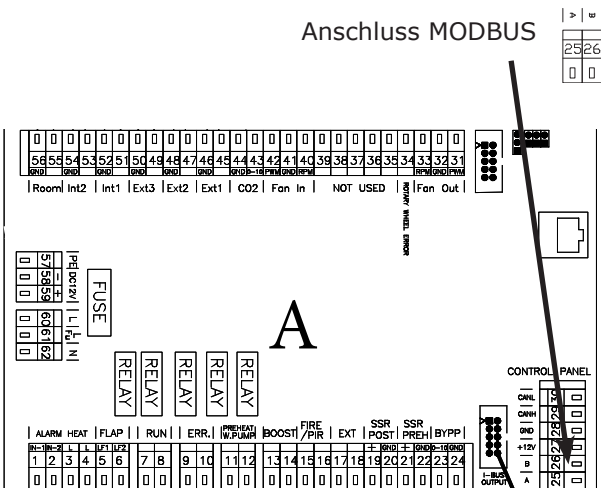 Anschluss MODBUS
A B
25 26
56 55 54 53 52 51 50 49 48 47 46 45 44 43 42 41 40 39 38 37 36 35 34 33 32 31
GND GND GND GND GND GND GND 0-10 PWM GND RPM RPM GND PWM
Room Int2 Int1 Ext3 Ext2 Ext1 CO2 Fan In NOT USED Fan Out
ROTARY WHEEL ERROR
57 58 59
PE DC12V - +
60 61 62
L Fu L N
FUSE
A
RELAY RELAY RELAY RELAY RELAY
CONTROL PANEL
CANL 30
CANH 29
GND 28
+12V 27
B 26
A 25
ALARM HEAT FLAP RUN ERR. PREHEAT W.PUMP BOOST FIRE /PIR EXT SSR POST SSR PREH BYPP
IN-1 IN-2 L L LF1 LF2 + GND + GND 0-10 GND
1 2 3 4 5 6 7 8 9 10 11 12 13 14 15 16 17 18 19 20 21 22 23 24
I-BUS OUTPUT